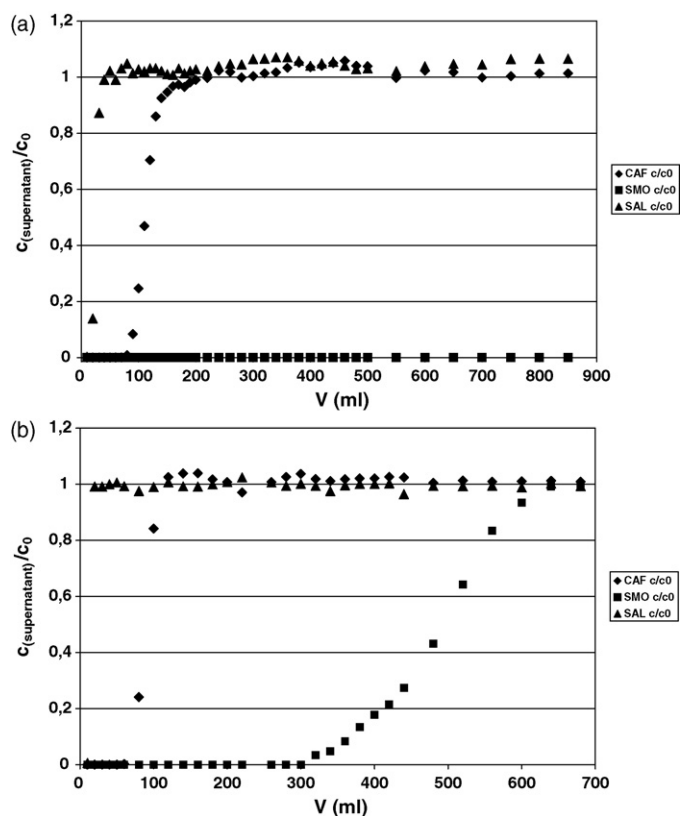 (a)
1,2
1
0,8
0,6
0,4
0,2
0
c(supernatant)/c0
0 100 200 300 400 500 600 700 800 900
V (ml)
CAF c/c0
SMO c/c0
SAL c/c0
(b)
1,2
1
0,8
0,6
0,4
0,2
0
c(supernatant)/c0
0 100 200 300 400 500 600 700
V (ml)
CAF c/c0
SMO c/c0
SAL c/c0